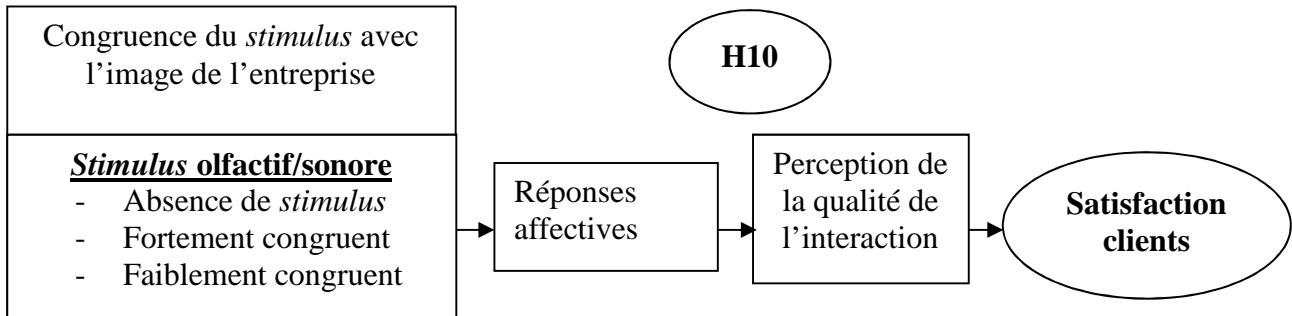 Congruence du stimulus avec
l’image de l’entreprise
H10
Stimulus olfactif/sonore
- Absence de stimulus
- Fortement congruent
- Faiblement congruent
Réponses
affectives
Perception de
la qualité de
l’interaction
Satisfaction
clients